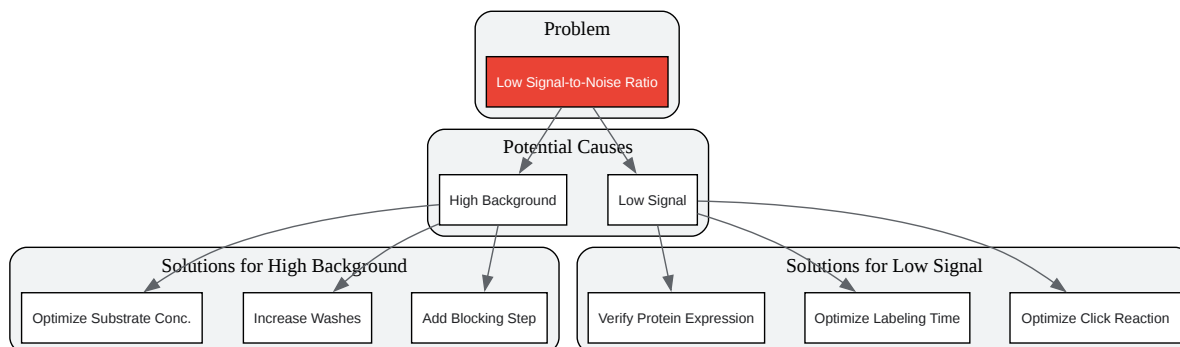 Problem
Low Signal-to-Noise Ratio
Potential Causes
High Background
Low Signal
Solutions for High Background
Optimize Substrate Conc.
Increase Washes
Add Blocking Step
Solutions for Low Signal
Verify Protein Expression
Optimize Labeling Time
Optimize Click Reaction